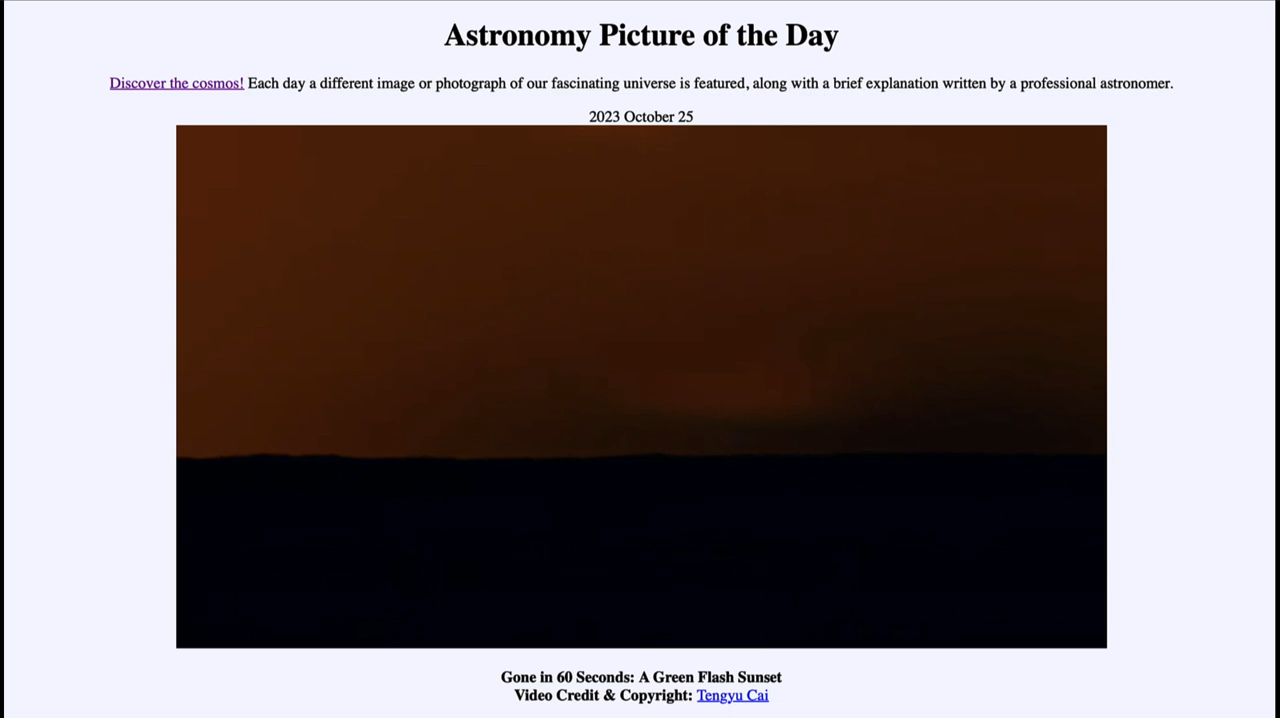 Astronomy Picture of the Day
Discover the cosmos! Each day a different image or photograph of our fascinating universe is featured, along with a brief explanation written by a professional astronomer.
2023 October 25
Gone in 60 Seconds: A Green Flash Sunset
Video Credit & Copyright: Tengyu Cai